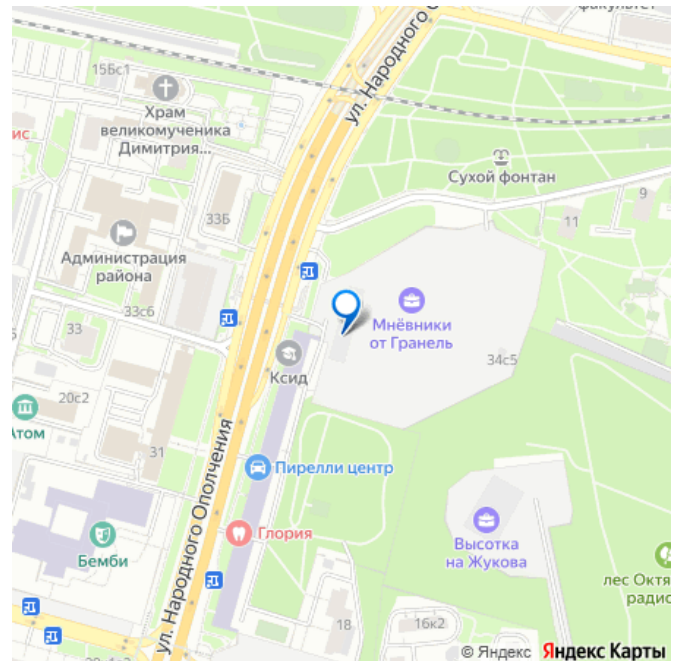 факультет
ул. Народного О
15Бс1
Храм
великомученика
Димитрия...
ис
Сухой фонтан
9
11
33Б
Администрация
района
33с6
33
Мнёвники
от Гранель
34с5
Ксид
20с2
Атом
31
ул. Народного Ополчения
Пирелли центр
Глория
Бемби
Высотка
на Жукова
лес Октя
радис
18
16к2
© Яндекс Яндекс Карты